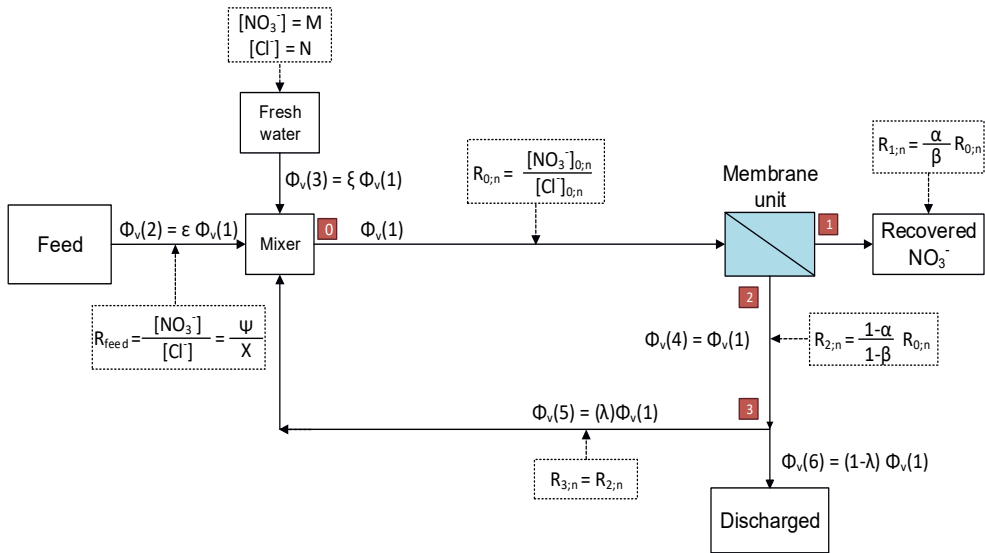 [NO₃⁻] = M
[Cl⁻] = N
Fresh
water
Φᵥ(3) = ξ Φᵥ(1)
Feed
Φᵥ(2) = ε Φᵥ(1)
Mixer
0
Φᵥ(1)
R₀;ₙ = [NO₃⁻]₀;ₙ / [Cl⁻]₀;ₙ
Membrane
unit
1
R₁;ₙ = α/β R₀;ₙ
Recovered
NO₃⁻
R_feed = [NO₃⁻] / [Cl⁻] = Ψ / X
2
Φᵥ(4) = Φᵥ(1)
R₂;ₙ = 1-α / 1-β R₀;ₙ
3
Φᵥ(5) = (λ)Φᵥ(1)
R₃;ₙ = R₂;ₙ
Φᵥ(6) = (1-λ) Φᵥ(1)
Discharged